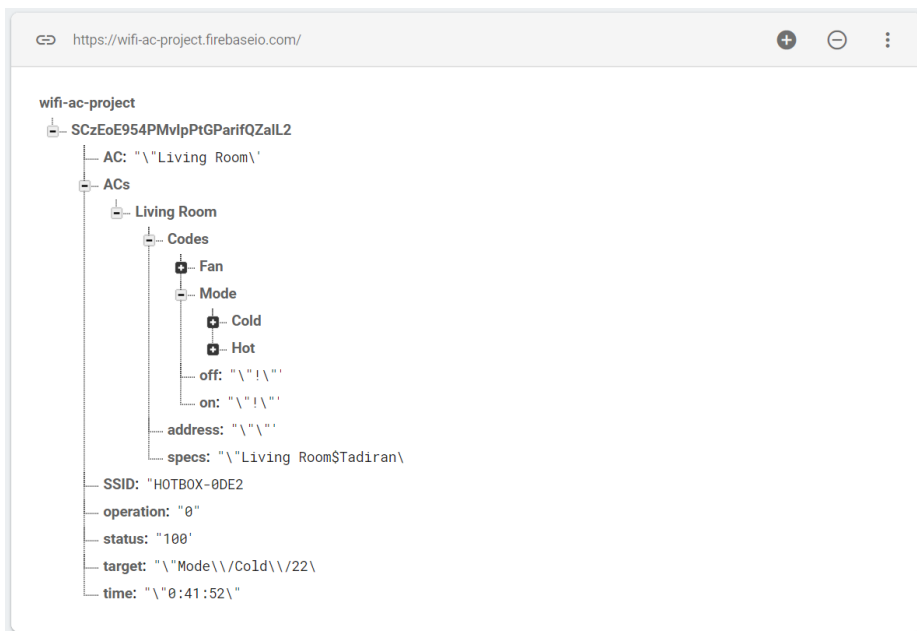 https://wifi-ac-project.firebaseio.com/
wifi-ac-project
SCzEoE954PMvIpPtGParifQZaIL2
AC: "\"Living Room\'
ACs
Living Room
Codes
Fan
Mode
Cold
Hot
off: "\"!\"'
on: "\"!\"'
address: "\"\"'
specs: "\"Living Room$Tadiran\
SSID: "HOTBOX-0DE2
operation: "0"
status: "100'
target: "\"Mode\\/Cold\\/22\
time: "\"0:41:52\"